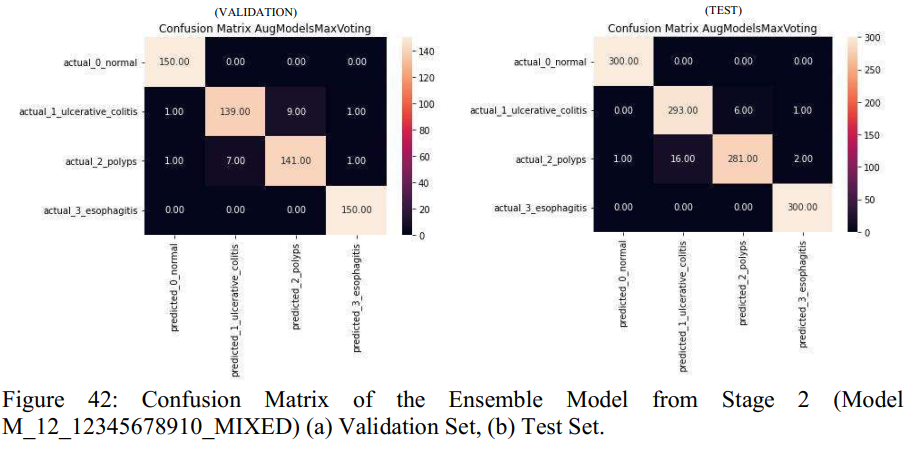 (VALIDATION)
Confusion Matrix AugModelsMaxVoting
actual_0_normal 150.00 0.00 0.00 0.00
actual_1_ulcerative_colitis 1.00 139.00 9.00 1.00
actual_2_polyps 1.00 7.00 141.00 1.00
actual_3_esophagitis 0.00 0.00 0.00 150.00
140
120
100
80
60
40
20
0
predicted_0_normal
predicted_1_ulcerative_colitis
predicted_2_polyps
predicted_3_esophagitis
(TEST)
Confusion Matrix AugModelsMaxVoting
actual_0_normal 300.00 0.00 0.00 0.00
actual_1_ulcerative_colitis 0.00 293.00 6.00 1.00
actual_2_polyps 1.00 16.00 281.00 2.00
actual_3_esophagitis 0.00 0.00 0.00 300.00
300
250
200
150
100
50
0
predicted_0_normal
predicted_1_ulcerative_colitis
predicted_2_polyps
predicted_3_esophagitis
Figure 42: Confusion Matrix of the Ensemble Model from Stage 2 (Model
M_12_12345678910_MIXED) (a) Validation Set, (b) Test Set.